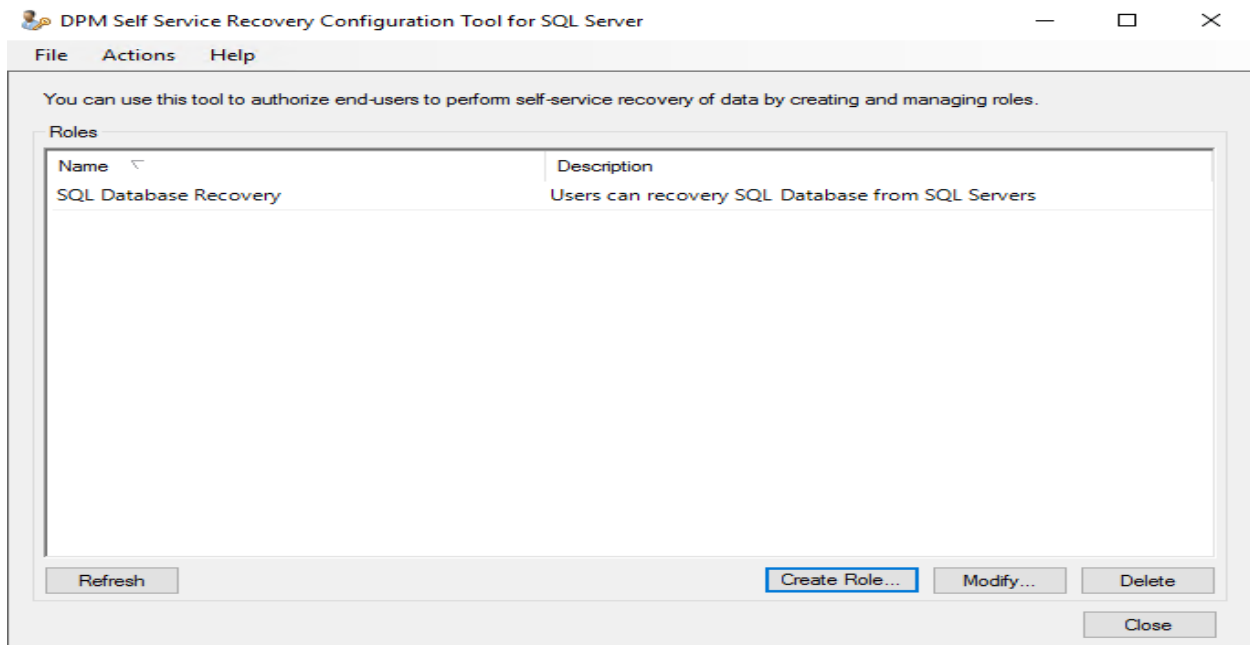 DPM Self Service Recovery Configuration Tool for SQL Server
File Actions Help
You can use this tool to authorize end-users to perform self-service recovery of data by creating and managing roles.
Roles
Name Description
SQL Database Recovery Users can recovery SQL Database from SQL Servers
Refresh Create Role... Modify... Delete
Close